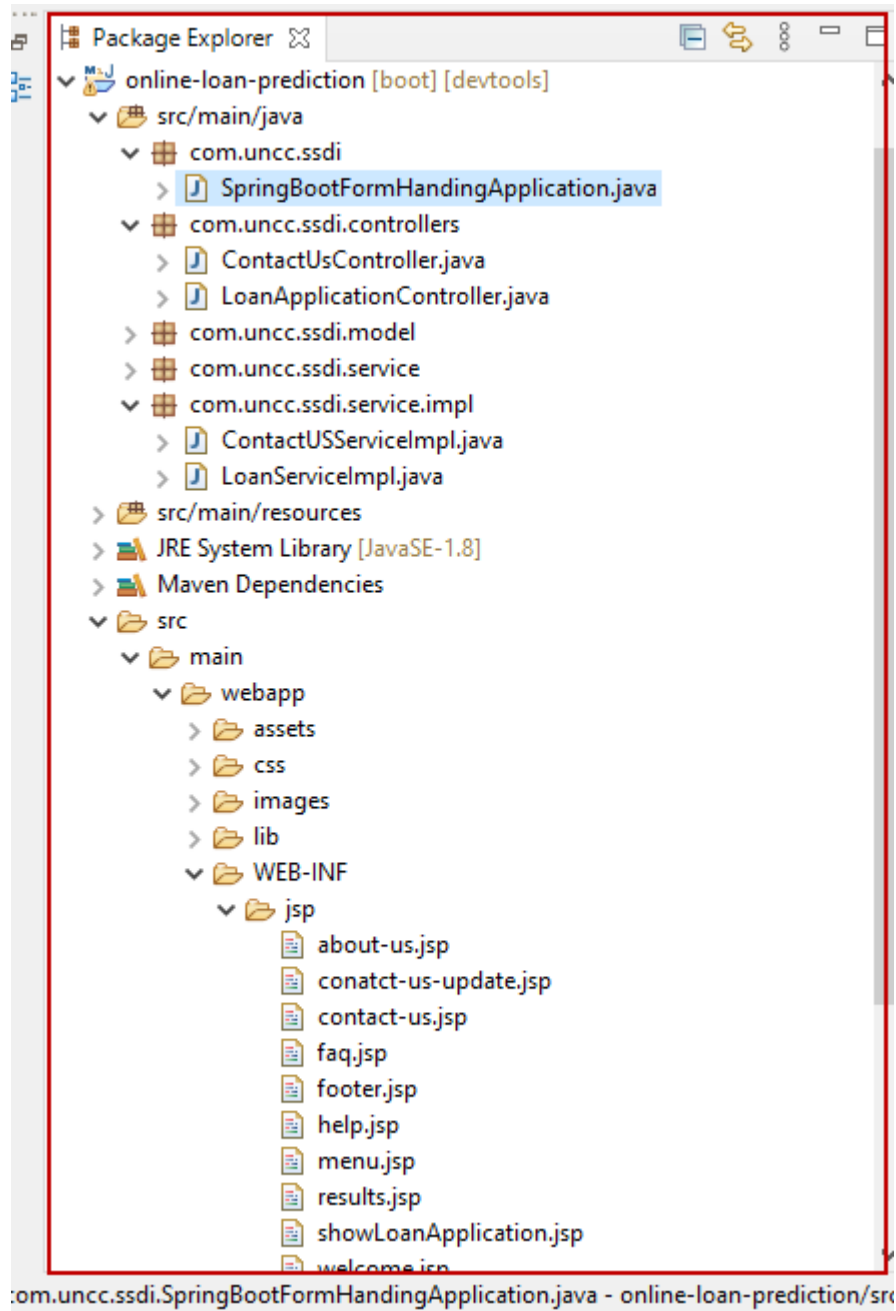 Package Explorer
online-loan-prediction [boot] [devtools]
src/main/java
com.uncc.ssdi
SpringBootFormHandingApplication.java
com.uncc.ssdi.controllers
ContactUsController.java
LoanApplicationController.java
com.uncc.ssdi.model
com.uncc.ssdi.service
com.uncc.ssdi.service.impl
ContactUSServiceImpl.java
LoanServiceImpl.java
src/main/resources
JRE System Library [JavaSE-1.8]
Maven Dependencies
src
main
webapp
assets
css
images
lib
WEB-INF
jsp
about-us.jsp
conatct-us-update.jsp
contact-us.jsp
faq.jsp
footer.jsp
help.jsp
menu.jsp
results.jsp
showLoanApplication.jsp
welcome.jsp
com.uncc.ssdi.SpringBootFormHandingApplication.java - online-loan-prediction/src